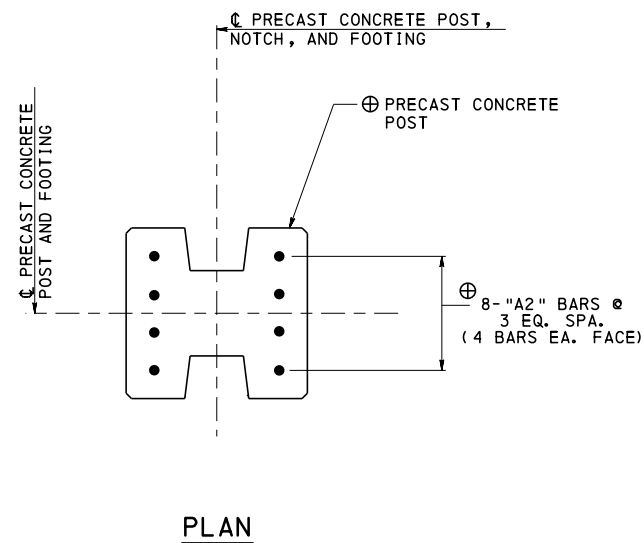 ℄ PRECAST CONCRETE POST,
NOTCH, AND FOOTING
⊕ PRECAST CONCRETE
POST
℄ PRECAST CONCRETE
POST AND FOOTING
⊕
8-"A2" BARS @
3 EQ. SPA.
(4 BARS EA. FACE)
PLAN